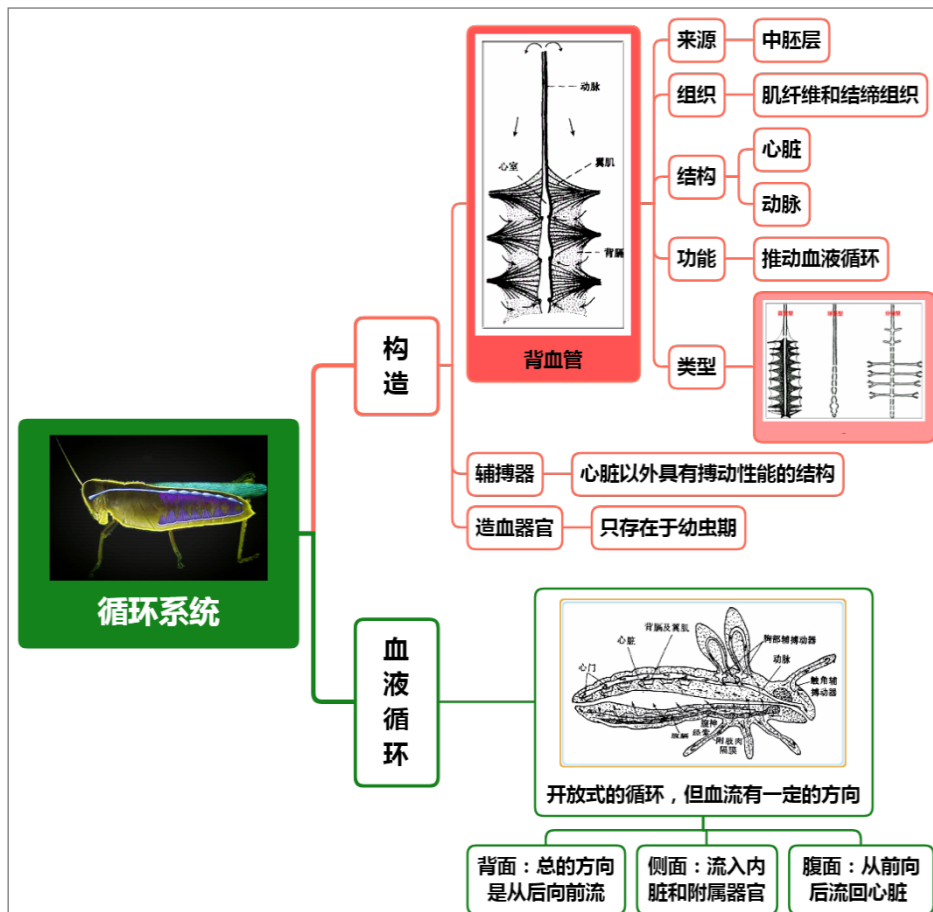 循环系统
构
造
动脉
心室
翼肌
背膈
背血管
来源
中胚层
组织
肌纤维和结缔组织
结构
心脏
动脉
功能
推动血液循环
类型
辅搏器
心脏以外具有搏动性能的结构
造血器官
只存在于幼虫期
血
液
循
环
背膈及翼肌
心脏
心门
胸部辅搏动器
动脉
触角辅
搏动器
腹膈
腹神
经索
隔膜
开放式的循环，但血流有一定的方向
背面：总的方向
是从后向前流
侧面：流入内
脏和附属器官
腹面：从前向
后流回心脏